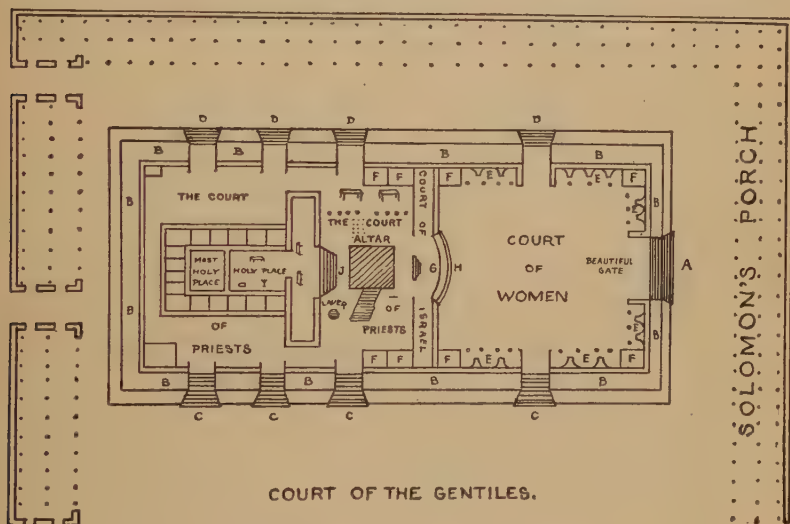 D D D D
B B B B
F F F E E F
THE COURT
COURT OF
B
B
E
THE COURT
ALTAR
COURT
OF
WOMEN
MOST
HOLY
PLACE
HOLY PLACE
J
G H
BEAUTIFUL
GATE
A
LAVER
OF
PRIESTS
ISRAEL
OF
PRIESTS
B
E
B
F F F E E F
B B B B B
C C C C
SOLOMON'S PORCH
COURT OF THE GENTILES.